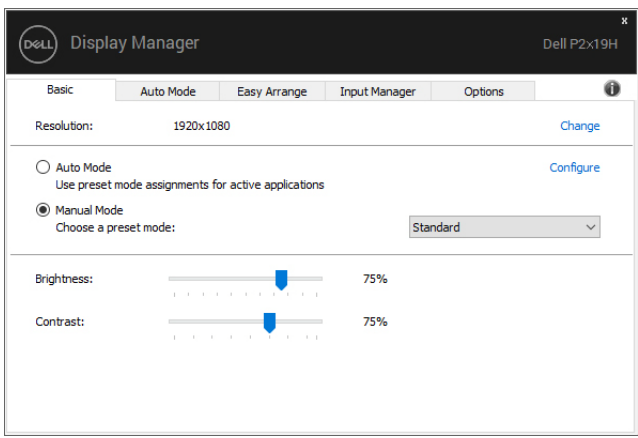 DELL Display Manager
x
Dell P2x19H
Basic Auto Mode Easy Arrange Input Manager Options
i
Resolution: 1920x1080 Change
Auto Mode Configure
Use preset mode assignments for active applications
Manual Mode
Choose a preset mode: Standard
Brightness: 75%
Contrast: 75%